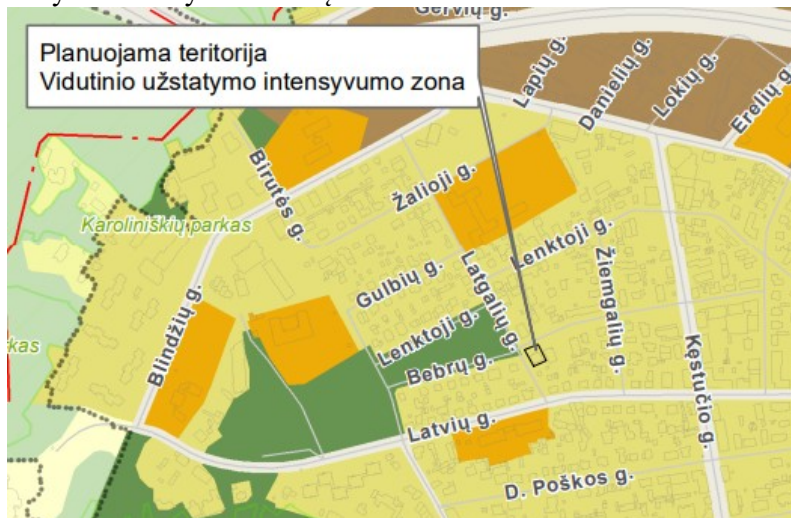 Gervių g.
Planuojama teritorija
Vidutinio užstatymo intensyvumo zona
Lapių g.
Danielių g.
Lokių g.
Erelių g.
Birutės g.
Žalioji g.
Karoliniškių parkas
Lenktoji g.
Gulbių g.
Latgalių g.
Žiemgalių g.
Blindžių g.
Lenktoji g.
kas
Bebrų g.
Kęstučio g.
Latvių g.
D. Poškos g.